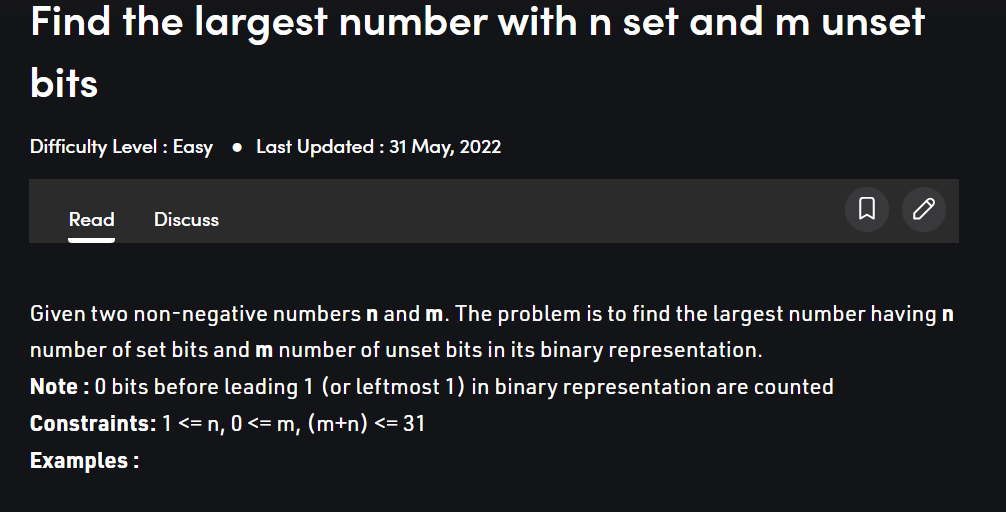 Find the largest number with n set and m unset
bits
Difficulty Level : Easy ● Last Updated : 31 May, 2022
Read Discuss
Given two non-negative numbers n and m. The problem is to find the largest number having n
number of set bits and m number of unset bits in its binary representation.
Note : 0 bits before leading 1 (or leftmost 1) in binary representation are counted
Constraints: 1 <= n, 0 <= m, (m+n) <= 31
Examples :